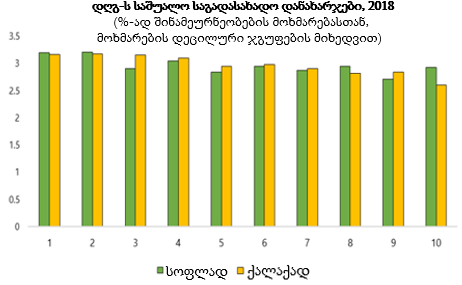 დღგ-ს საშუალო საგადასახადო დანახარჯები, 2018
(%-ად შინამეურნეობების მოხმარებასთან,
მოხმარების დეცილური ჯგუფების მიხედვით)
3.5
3
2.5
2
1.5
1
0.5
0
1 2 3 4 5 6 7 8 9 10
სოფლად ქალაქად